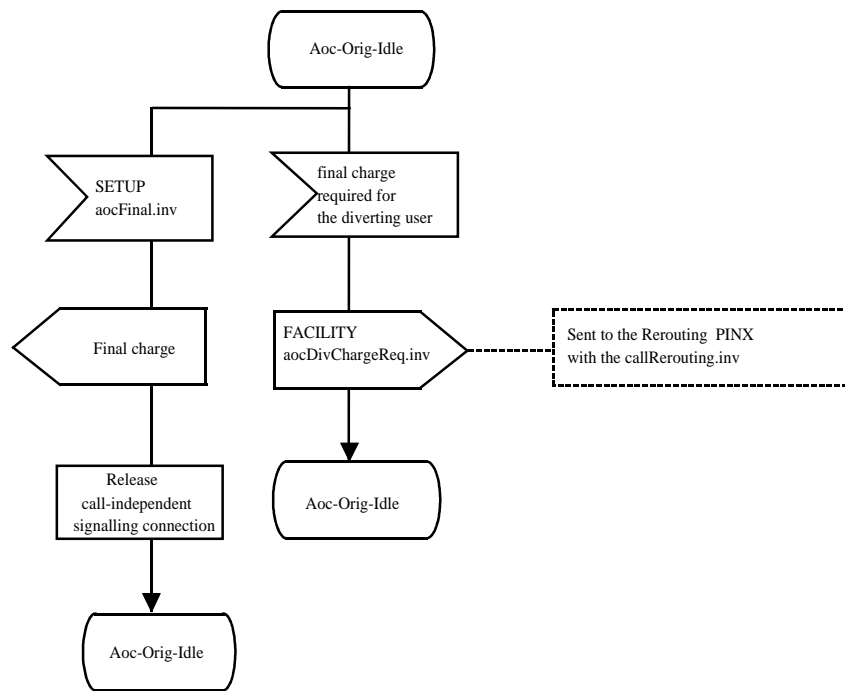 Aoc-Orig-Idle
SETUP
aocFinal.inv
final charge
required for
the diverting user
Final charge
FACILITY
aocDivChargeReq.inv
Sent to the Rerouting PINX
with the callRerouting.inv
Release
call-independent
signalling connection
Aoc-Orig-Idle
Aoc-Orig-Idle